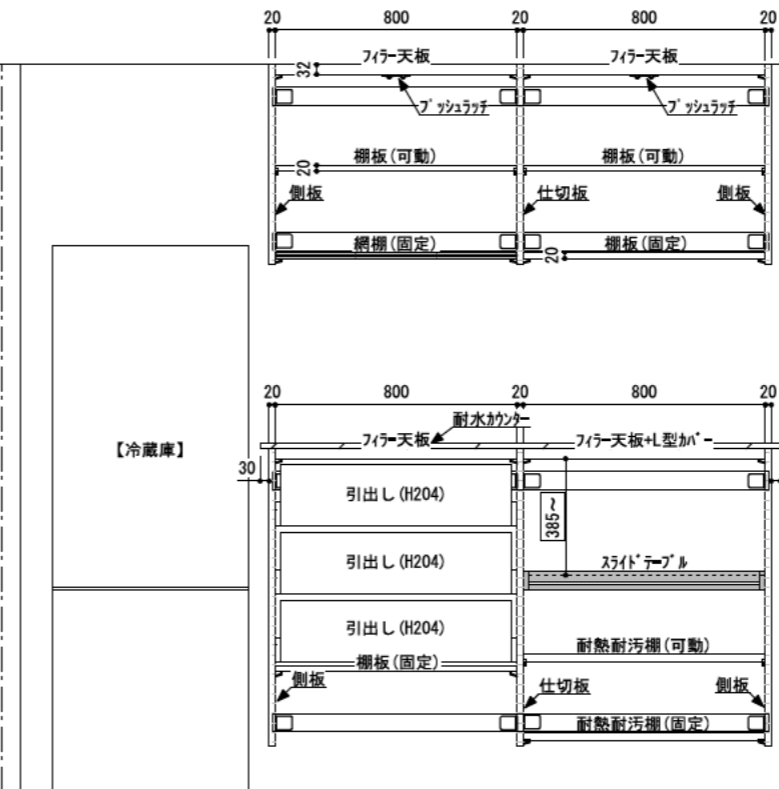 20 800 20 800 20
フィラー天板 フィラー天板
32
プッシュラッチ プッシュラッチ
棚板(可動) 棚板(可動)
20
側板 仕切板 側板
網棚(固定) 棚板(固定)
20
20 800 20 800 20
耐水カウンター
フィラー天板 フィラー天板+L型カバー
【冷蔵庫】
30
引出し(H204)
385~
引出し(H204) スライドテーブル
引出し(H204)
耐熱耐汚棚(可動)
棚板(固定)
側板 仕切板 側板
耐熱耐汚棚(固定)